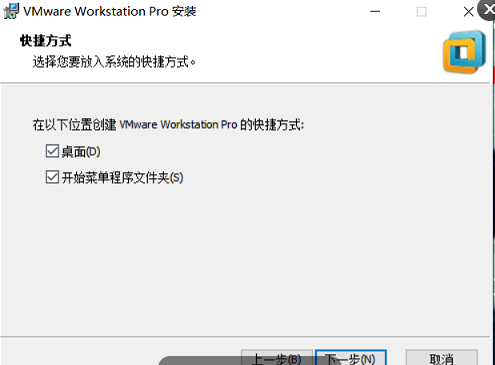 VMware Workstation Pro 安装
快捷方式
选择您要放入系统的快捷方式。
在以下位置创建 VMware Workstation Pro 的快捷方式:
桌面(D)
开始菜单程序文件夹(S)
上一步(B) 下一步(N) 取消